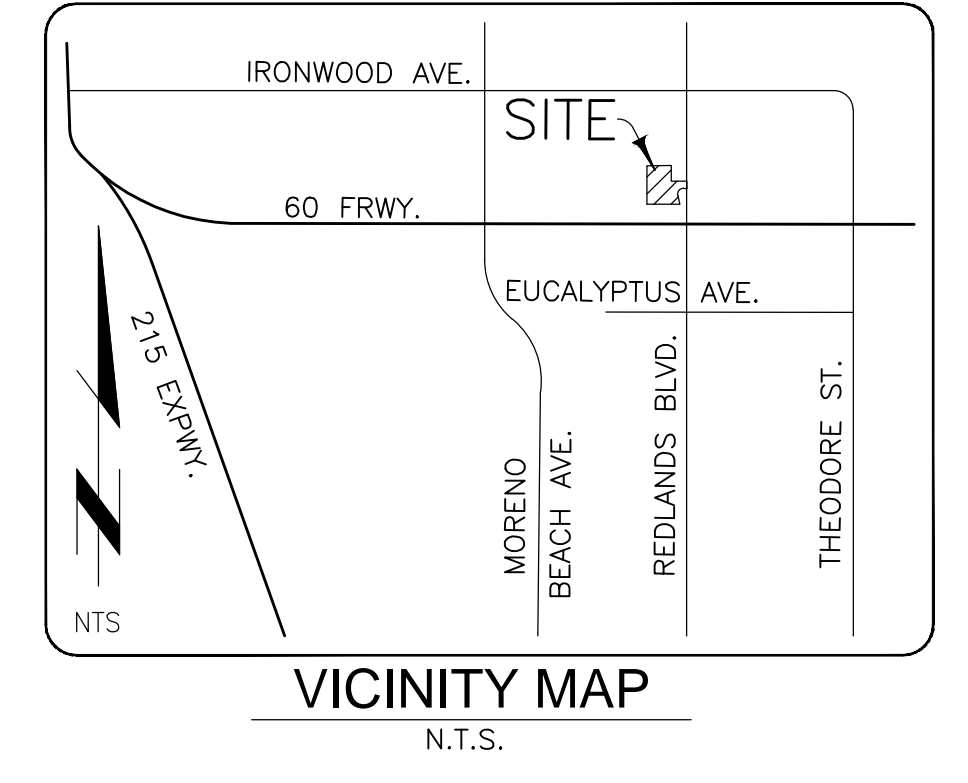 IRONWOOD AVE.
SITE
60 FRWY.
EUCALYPTUS AVE.
215 EXPWY.
MORENO
BEACH AVE.
REDLANDS BLVD.
THEODORE ST.
N
NTS
VICINITY MAP
N.T.S.